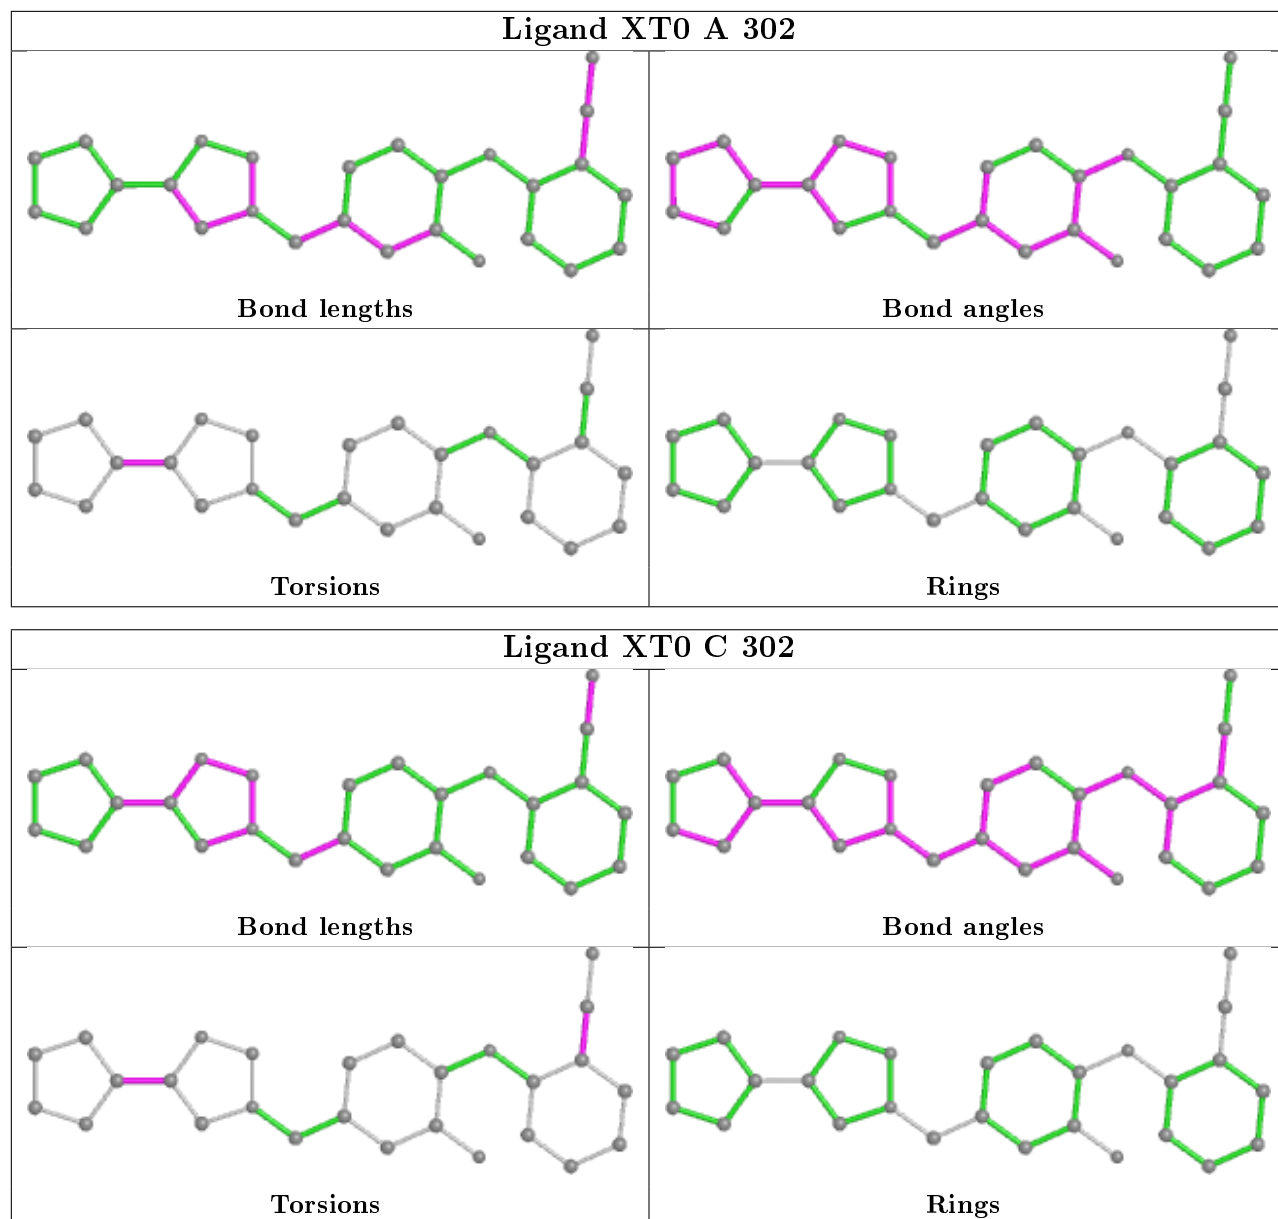 Ligand XT0 A 302
Bond lengths
Bond angles
Torsions
Rings
Ligand XT0 C 302
Bond lengths
Bond angles
Torsions
Rings